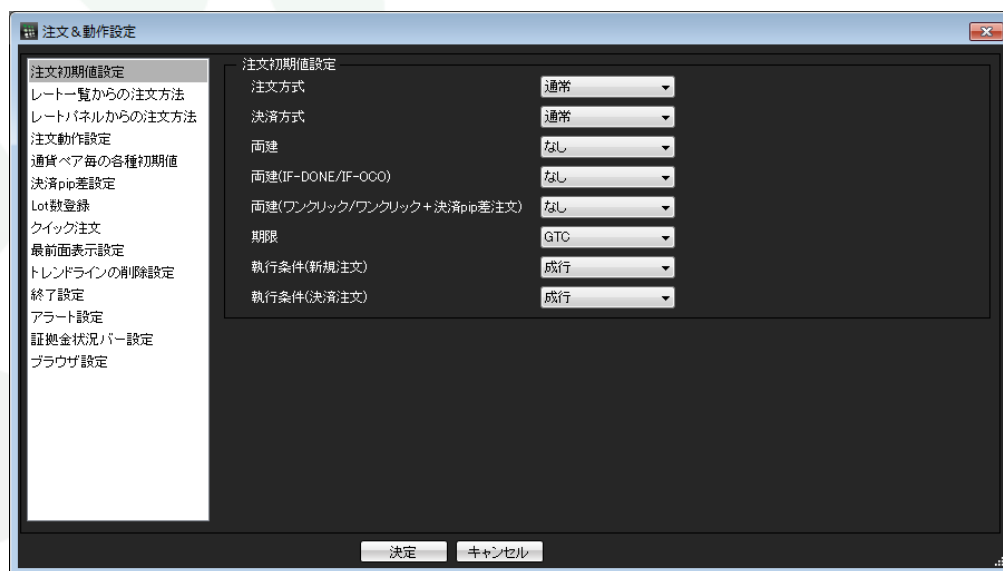 注文＆動作設定
注文初期値設定
レート一覧からの注文方法
レートパネルからの注文方法
注文動作設定
通貨ペア毎の各種初期値
決済pip差設定
Lot数登録
クイック注文
最前面表示設定
トレンドラインの削除設定
終了設定
アラート設定
証拠金状況バー設定
ブラウザ設定
注文初期値設定
注文方式 通常
決済方式 通常
両建 なし
両建(IF-DONE/IF-OCO) なし
両建(ワンクリック/ワンクリック+決済pip差注文) なし
期限 GTC
執行条件(新規注文) 成行
執行条件(決済注文) 成行
決定 キャンセル